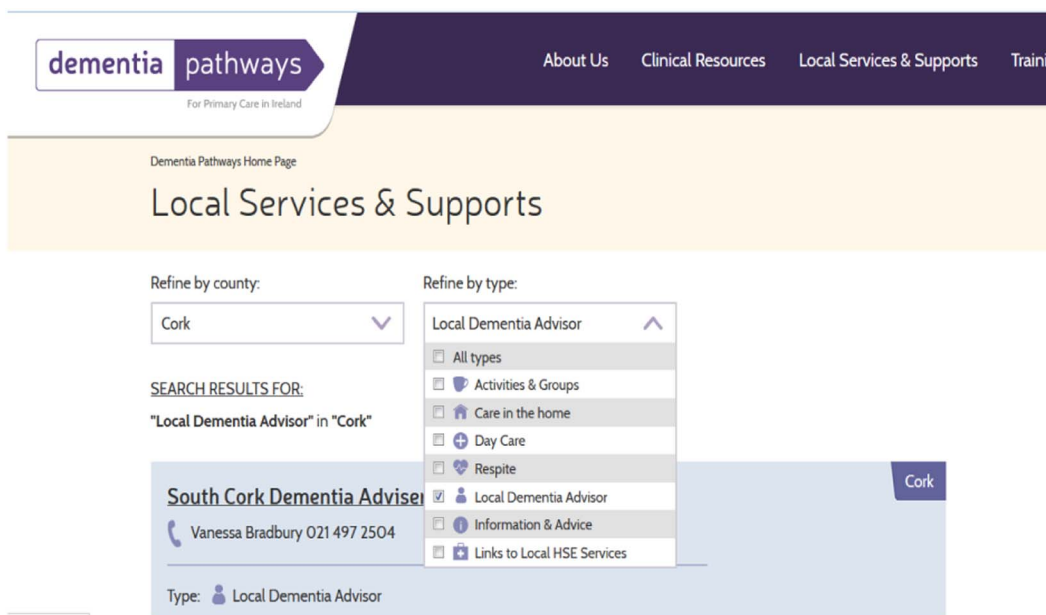 dementia pathways
For Primary Care in Ireland
About Us Clinical Resources Local Services & Supports
Dementia Pathways Home Page
Local Services & Supports
Refine by county:
Cork
Refine by type:
Local Dementia Advisor
All types
Activities & Groups
Care in the home
Day Care
Respite
Local Dementia Advisor
Information & Advice
Links to Local HSE Services
SEARCH RESULTS FOR:
"Local Dementia Advisor" in "Cork"
South Cork Dementia Adviser
Cork
Vanessa Bradbury 021 497 2504
Type: Local Dementia Advisor